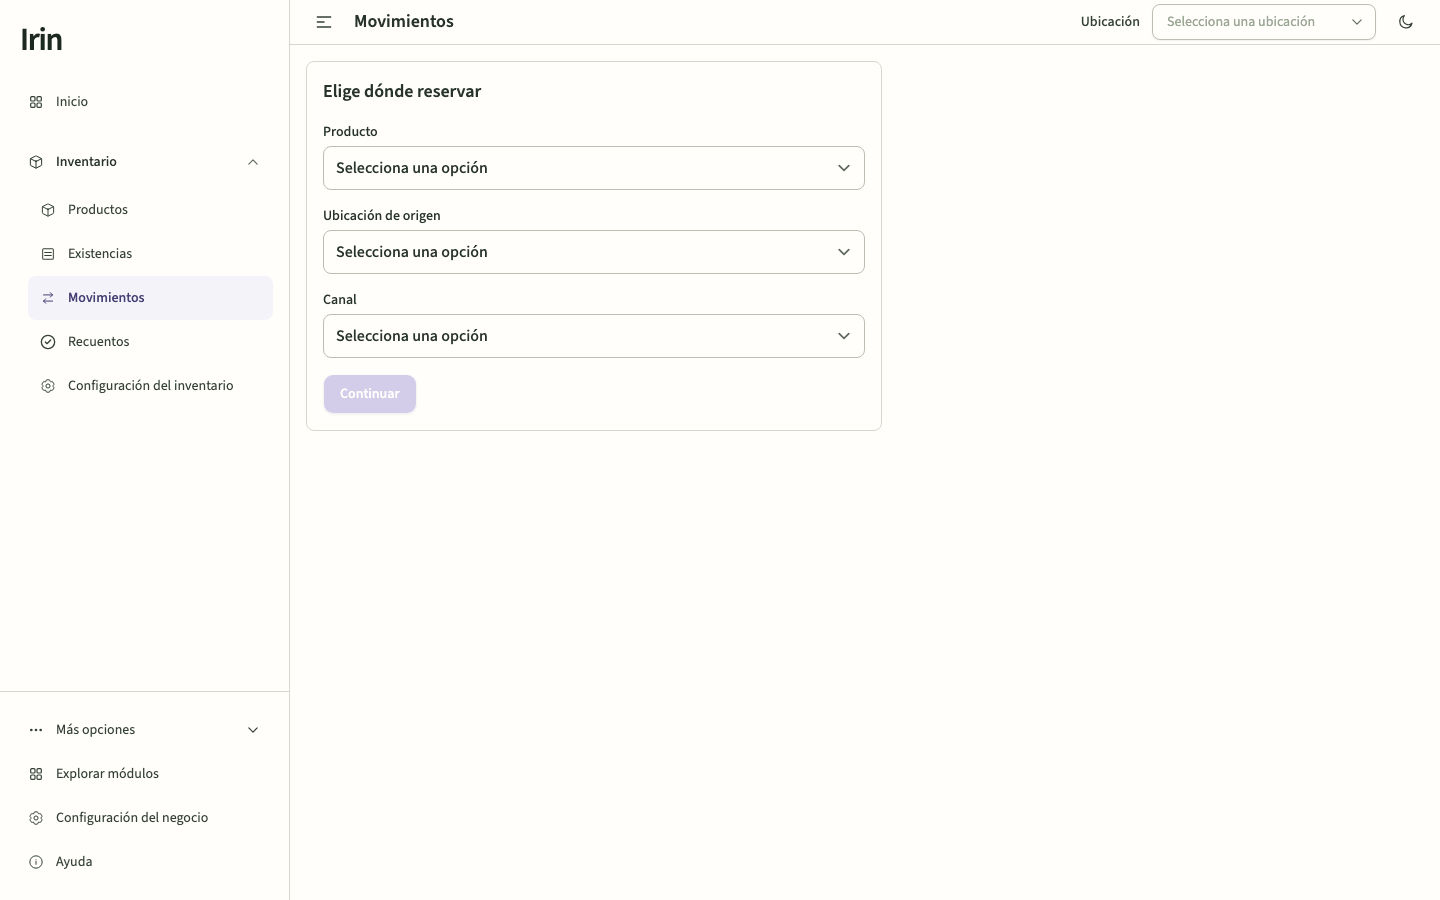 Irin
Inicio
Inventario
Productos
Existencias
Movimientos
Recuentos
Configuración del inventario
Más opciones
Explorar módulos
Configuración del negocio
Ayuda
Movimientos
Ubicación
Selecciona una ubicación
Elige dónde reservar
Producto
Selecciona una opción
Ubicación de origen
Selecciona una opción
Canal
Selecciona una opción
Continuar